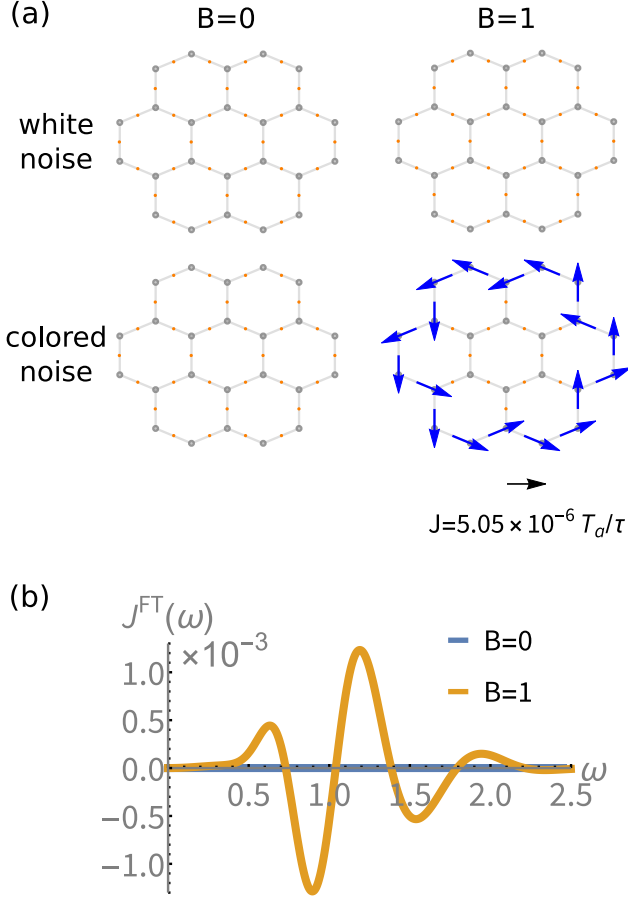 (a)
B=0 B=1
white
noise
colored
noise
J=5.05 × 10⁻⁶ Tₐ/τ
(b)
J^FT(ω)
×10⁻³
B=0
B=1
1.0
0.5
0.0
-0.5
-1.0
0.5 1.0 1.5 2.0 2.5
ω